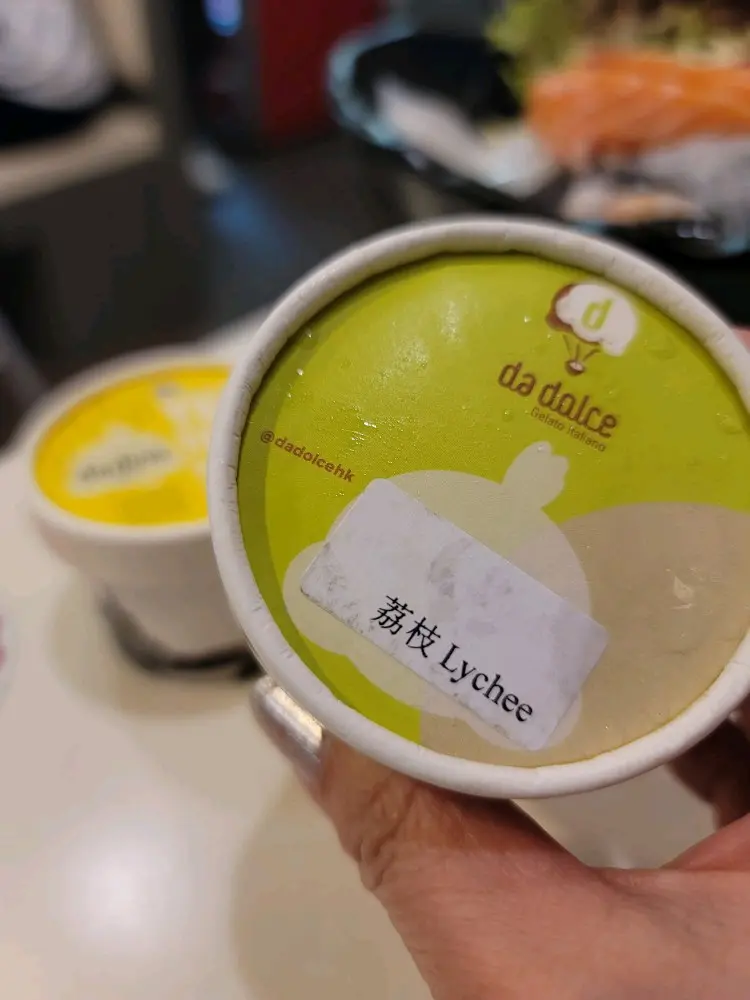 d
da dolce
Gelato Italiano
@dadolcehk
荔枝 Lychee